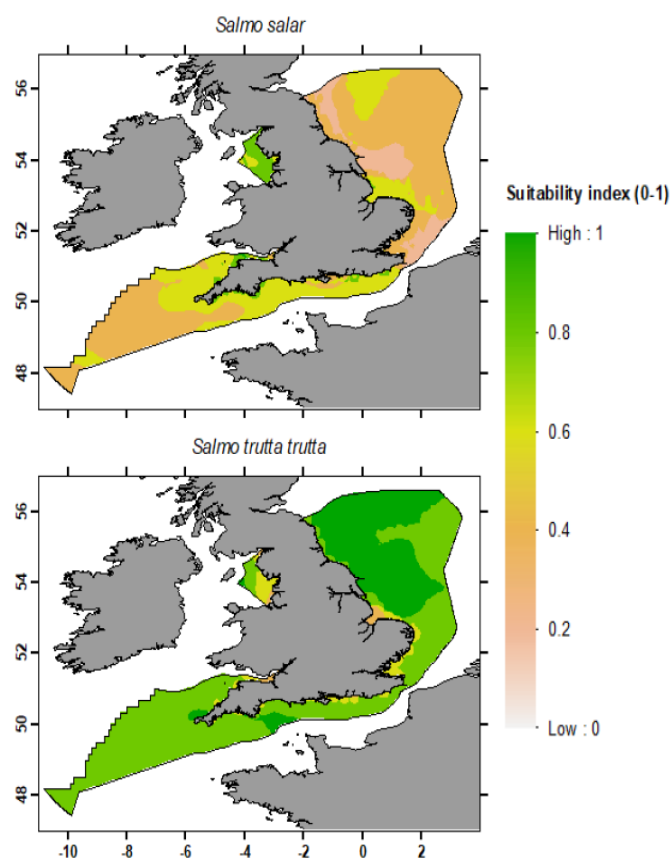 Salmo salar
56
54
52
50
48
Suitability index (0-1)
High : 1
0.8
0.6
0.4
0.2
Low : 0
Salmo trutta trutta
56
54
52
50
48
-10 -8 -6 -4 -2 0 2